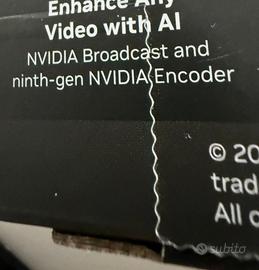 Enhance Any
Video with AI
NVIDIA Broadcast and
ninth-gen NVIDIA Encoder
© 20
trad
All c
subito